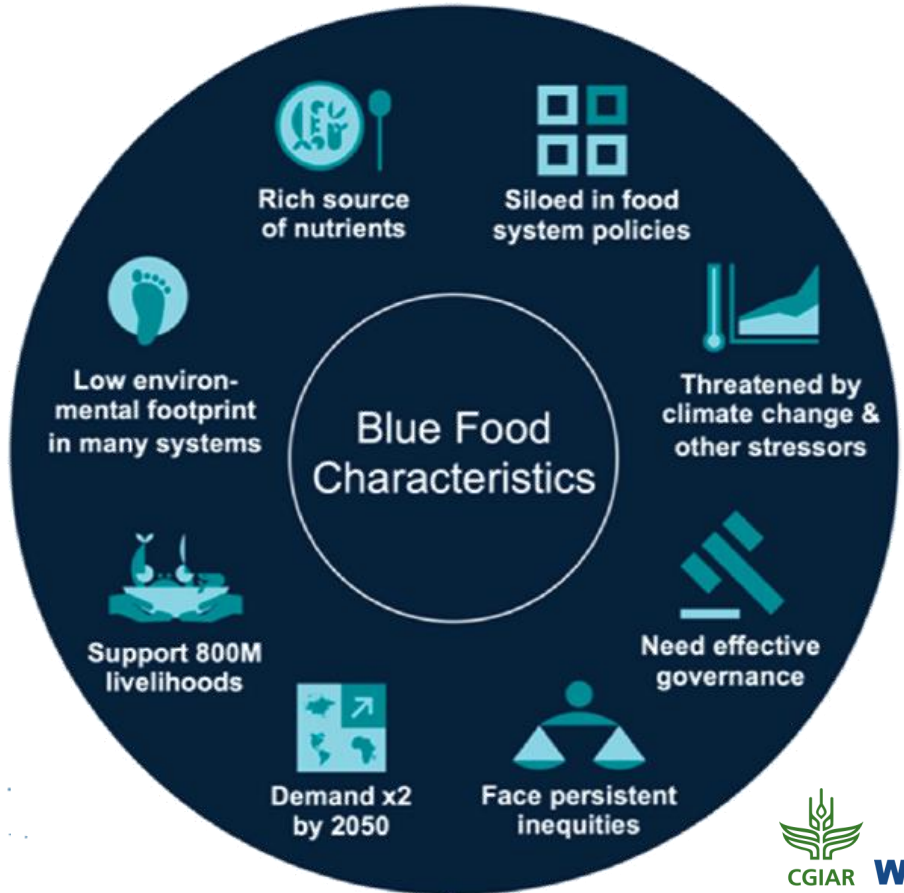 Rich source
of nutrients
Siloed in food
system policies
Low environ-
mental footprint
in many systems
Threatened by
climate change &
other stressors
Blue Food
Characteristics
Support 800M
livelihoods
Need effective
governance
Demand x2
by 2050
Face persistent
inequities
CGIAR